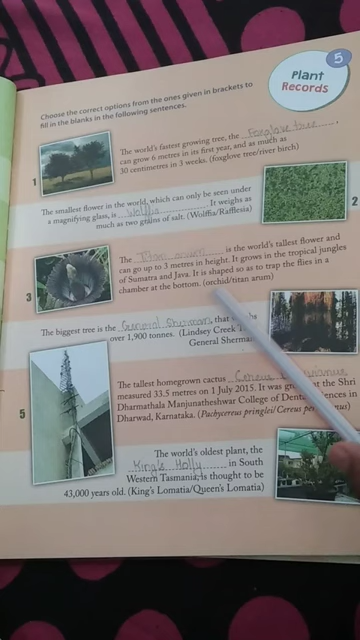 5
Plant
Records
Choose the correct options from the ones given in brackets to
fill in the blanks in the following sentences.
The world's fastest growing tree, the Foxglove tree.
can grow 6 metres in its first year, and as much as
30 centimetres in 3 weeks. (foxglove tree/river birch)
1
The smallest flower in the world, which can only be seen under
a magnifying glass, is Wolffia. It weighs as
much as two grains of salt. (Wolffia/Rafflesia)
2
The Titan arum is the world's tallest flower and
can go up to 3 metres in height. It grows in the tropical jungles
of Sumatra and Java. It is shaped so as to trap the flies in a
chamber at the bottom. (orchid/titan arum)
3
The biggest tree is the General Sherman, that
over 1,900 tonnes. (Lindsey Creek T
General Sherma
The tallest homegrown cactus
measured 33.5 metres on 1 July 2015. It was gr at the Shri
Dharmathala Manjunatheshwar College of Dent ences in
Dharwad, Karnataka. (Pachycereus pringlei/Cereus per us)
5
The world's oldest plant, the
King's Holly in South
Western Tasmania, is thought to be
43,000 years old. (King's Lomatia/Queen's Lomatia)